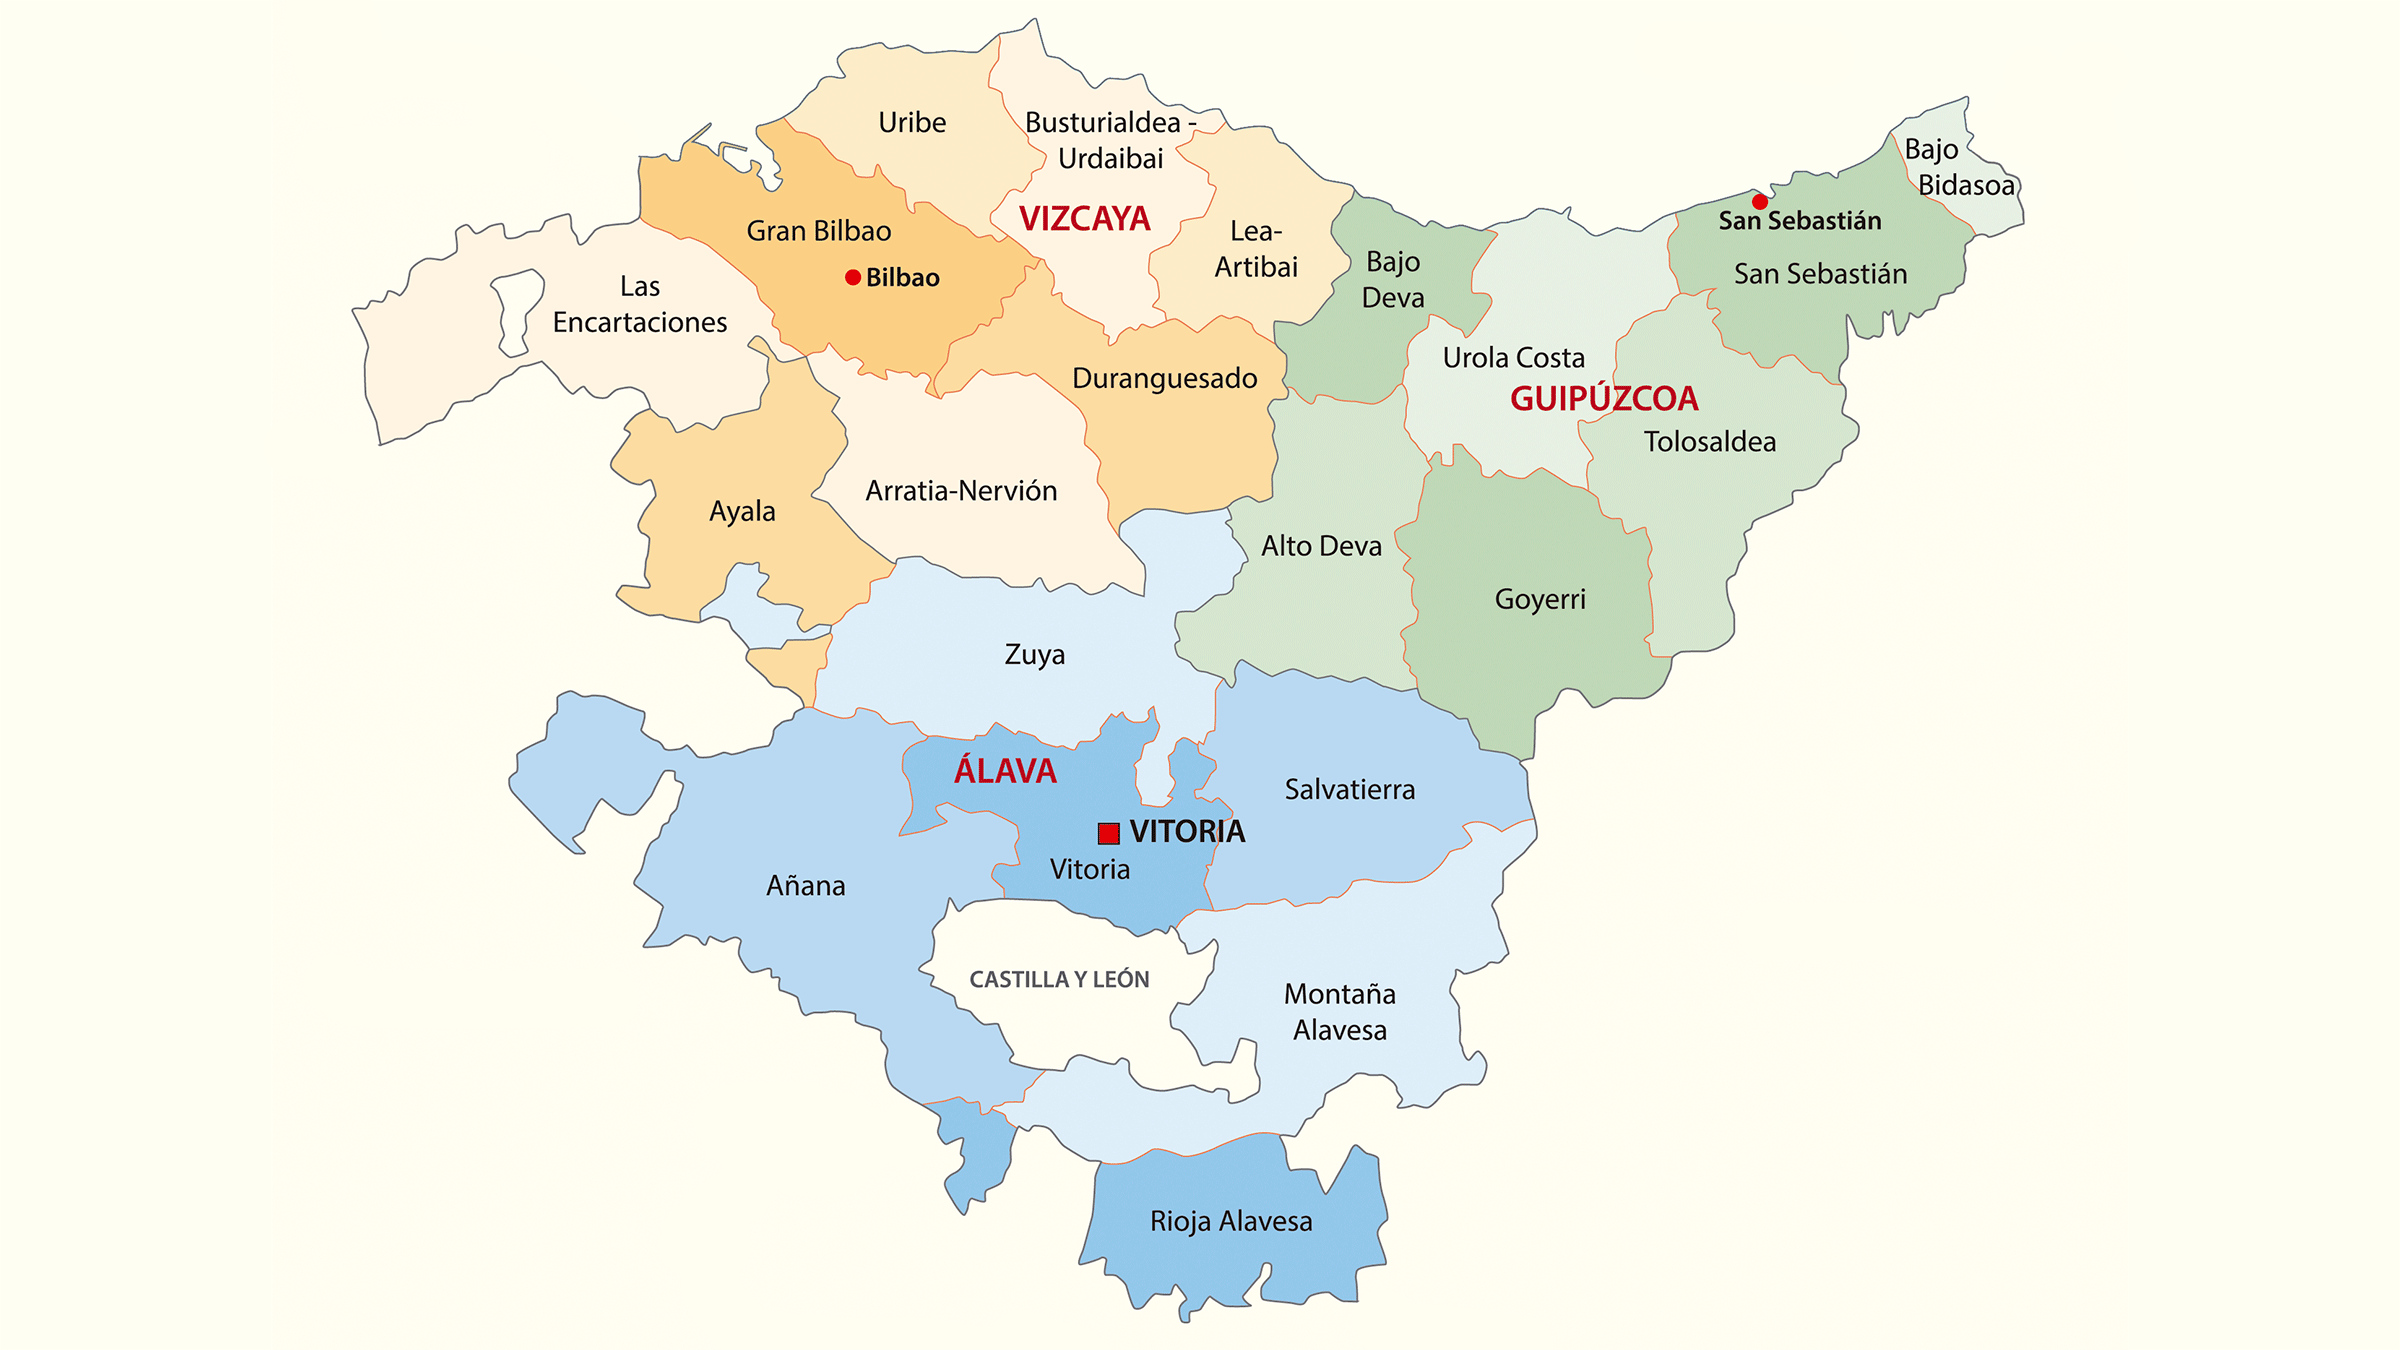 Uribe
Busturialdea -
Urdaibai
VIZCAYA
Gran Bilbao
Bilbao
Lea-
Artibai
Las
Encartaciones
Duranguesado
Ayala
Arratia-Nervión
Bajo
Deva
Bajo
Bidasoa
San Sebastián
San Sebastián
Urola Costa
GUIPÚZCOA
Tolosaldea
Alto Deva
Goyerri
Zuya
ÁLAVA
Salvatierra
VITORIA
Vitoria
Añana
CASTILLA Y LEÓN
Montaña
Alavesa
Rioja Alavesa